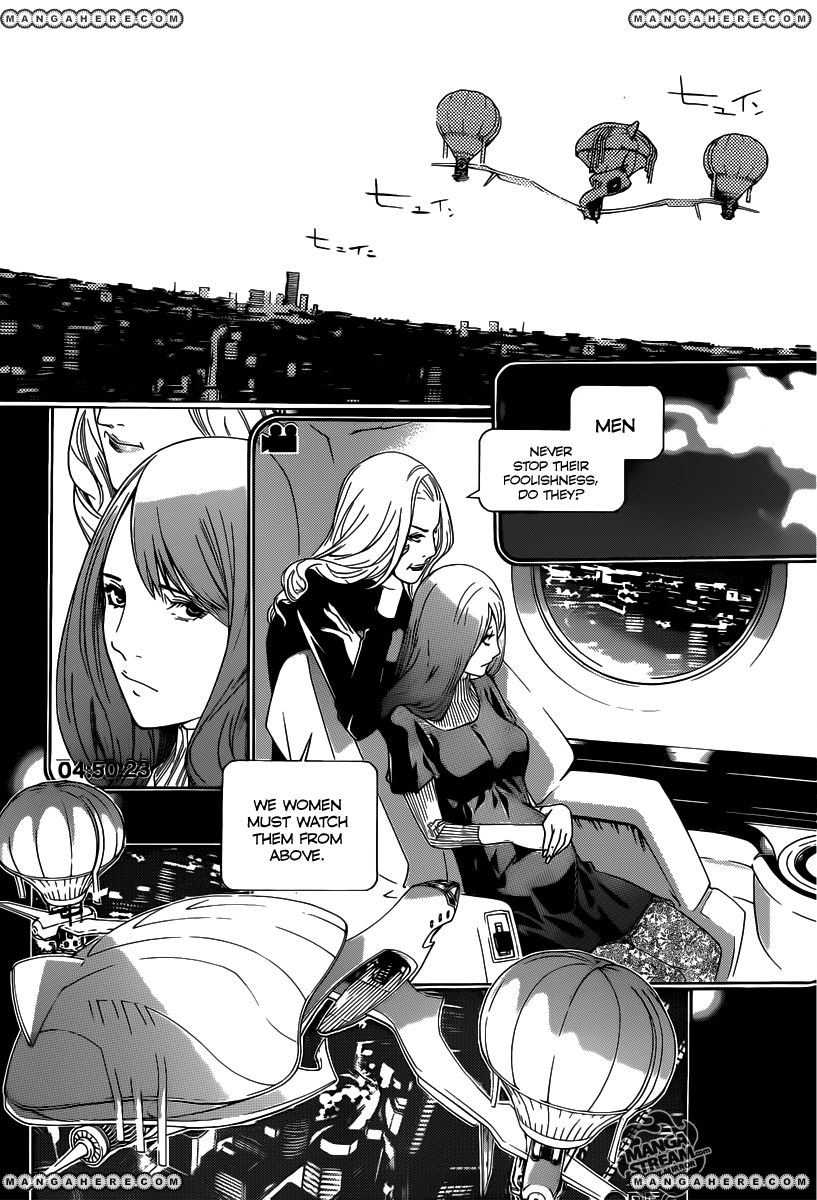 MANGAHERE.COM
MANGAHERE.COM
ヒュイン
ヒュイン
ヒュイン
MEN
NEVER
STOP THEIR
FOOLISHNESS,
DO THEY?
04:50:23
WE WOMEN
MUST WATCH
THEM FROM
ABOVE.
MANGA
STREAM
.com
MANGAHERE.COM
MANGAHERE.COM